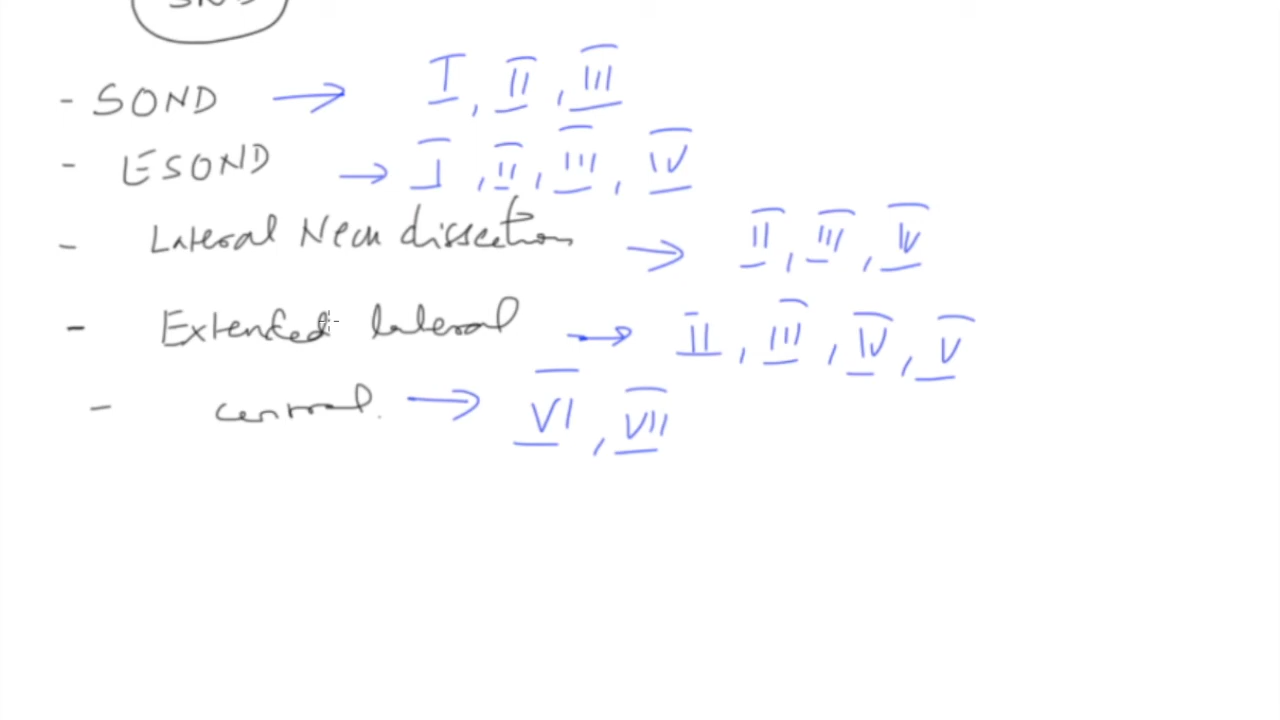 SND
- SOND → I, II, III
- ESOND → I, II, III, IV
- Lateral Neck dissection → II, III, IV
- Extended lateral → II, III, IV, V
- central. → VI, VII